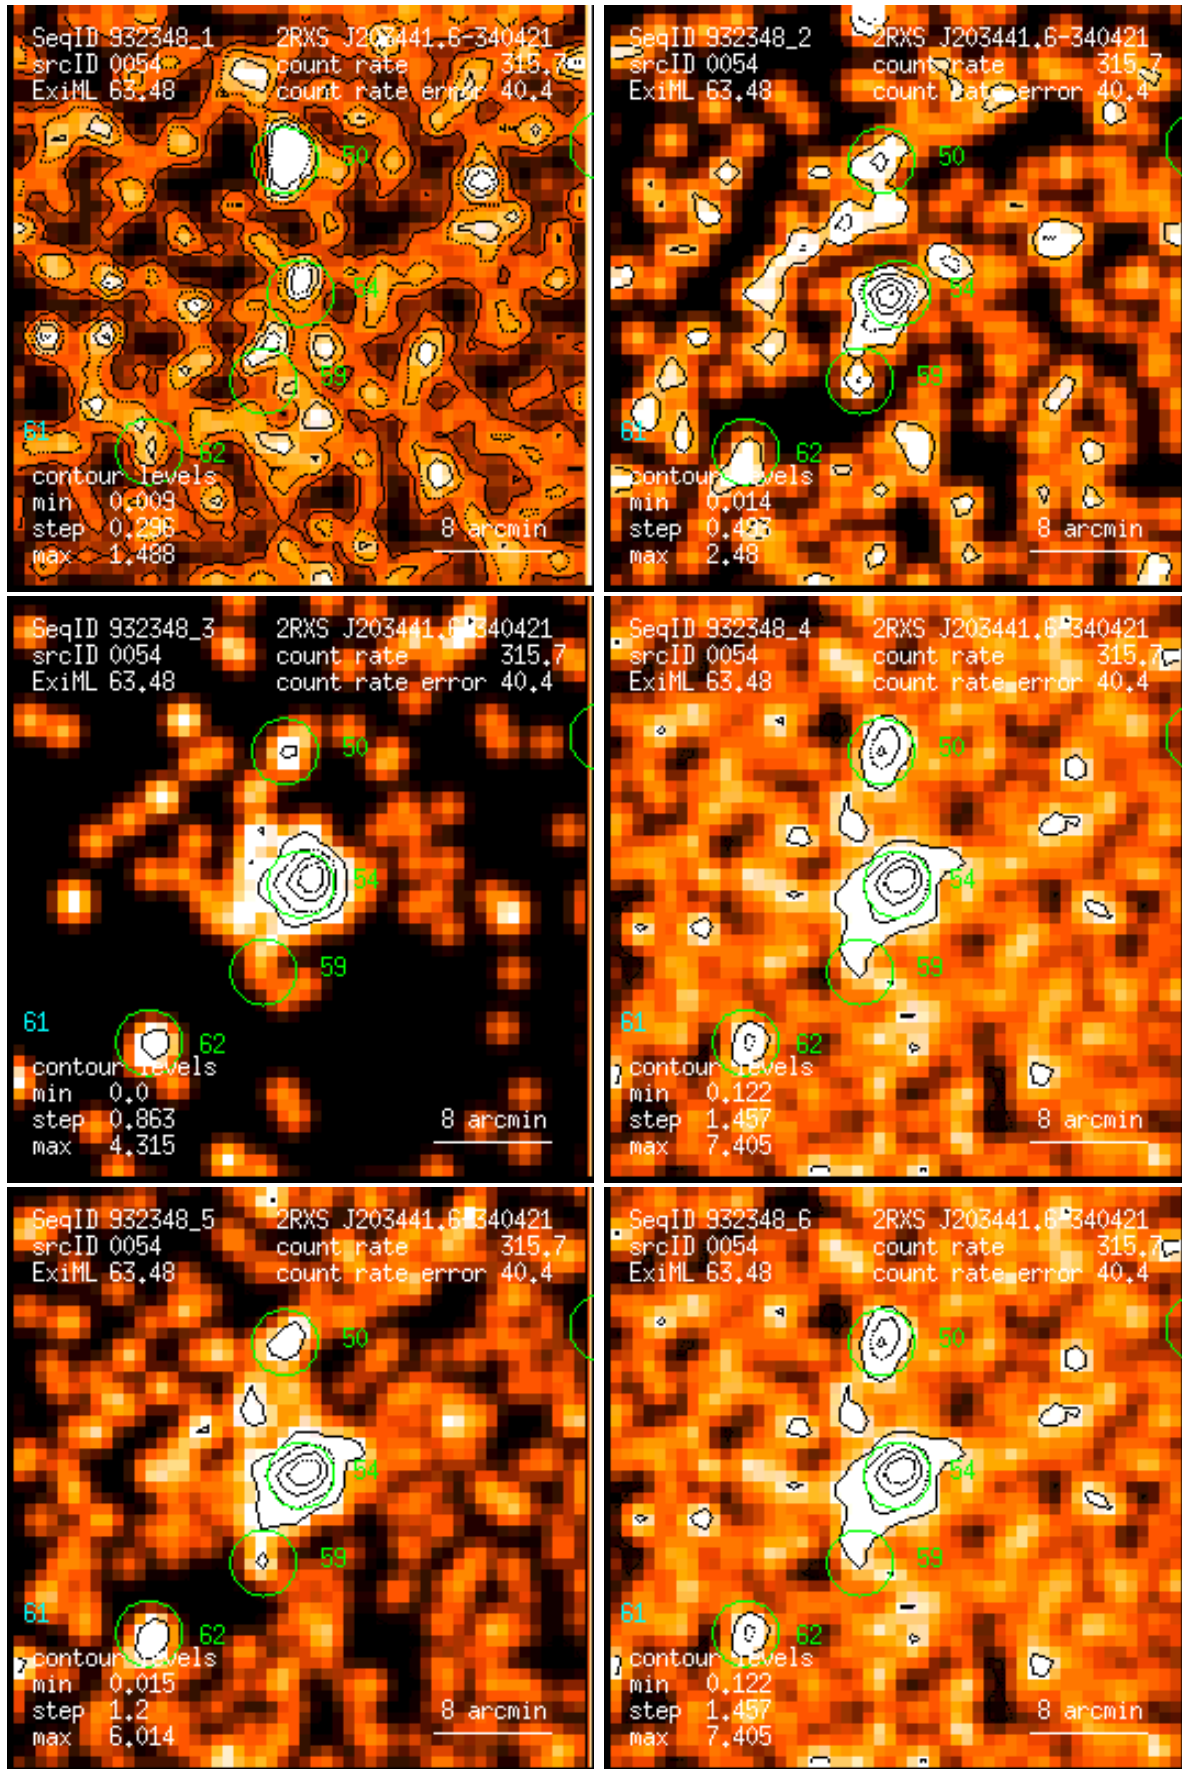 SeqID 932348_1 2RXS J203441.6-340421
srcID 0054 count rate 315.7
ExiML 63.48 count rate error 40.4
50
54
59
61
62
contour levels
min 0.009
step 0.296 8 arcmin
max 1.488
SeqID 932348_2 2RXS J203441.6-340421
srcID 0054 count rate 315.7
ExiML 63.48 count rate error 40.4
50
54
59
61
62
contour levels
min 0.014
step 0.493 8 arcmin
max 2.48
SeqID 932348_3 2RXS J203441.6-340421
srcID 0054 count rate 315.7
ExiML 63.48 count rate error 40.4
50
54
59
61
62
contour levels
min 0.0
step 0.863 8 arcmin
max 4.315
SeqID 932348_4 2RXS J203441.6-340421
srcID 0054 count rate 315.7
ExiML 63.48 count rate error 40.4
50
54
59
61
62
contour levels
min 0.122
step 1.457 8 arcmin
max 7.405
SeqID 932348_5 2RXS J203441.6-340421
srcID 0054 count rate 315.7
ExiML 63.48 count rate error 40.4
50
54
59
61
62
contour levels
min 0.015
step 1.2 8 arcmin
max 6.014
SeqID 932348_6 2RXS J203441.6-340421
srcID 0054 count rate 315.7
ExiML 63.48 count rate error 40.4
50
54
59
61
62
contour levels
min 0.122
step 1.457 8 arcmin
max 7.405